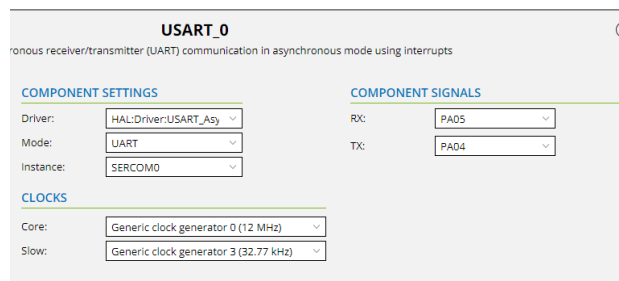 USART_0
ronous receiver/transmitter (UART) communication in asynchronous mode using interrupts
COMPONENT SETTINGS
Driver: HAL:Driver:USART_Asy
Mode: UART
Instance: SERCOM0
COMPONENT SIGNALS
RX: PA05
TX: PA04
CLOCKS
Core: Generic clock generator 0 (12 MHz)
Slow: Generic clock generator 3 (32.77 kHz)